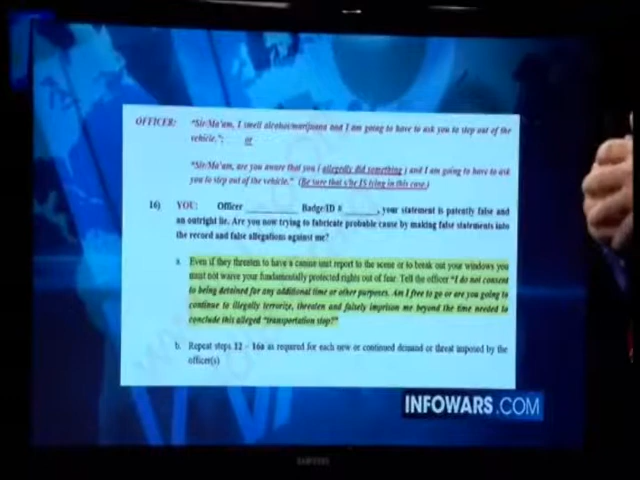 OFFICER: "Sir/Ma'am, I smell alcohol/marijuana and I am going to have to ask you to step out of the
vehicle."; or
"Sir/Ma'am, are you aware that you ( allegedly did something ) and I am going to have to ask
you to step out of the vehicle." (Be sure that s/he IS lying in this case.)
16) YOU: Officer ____________ Badge/ID # ________, your statement is patently false and
an outright lie. Are you now trying to fabricate probable cause by making false statements into
the record and false allegations against me?
a. Even if they threaten to have a canine unit report to the scene or to break out your windows you
must not waive your fundamentally protected rights out of fear. Tell the officer "I do not consent
to being detained for any additional time or other purposes. Am I free to go or are you going to
continue to illegally terrorize, threaten and falsely imprison me beyond the time needed to
conclude this alleged "transportation stop?"
b. Repeat steps 12 – 16a as required for each new or continued demand or threat imposed by the
officer(s)
INFOWARS.COM
SAMSUNG